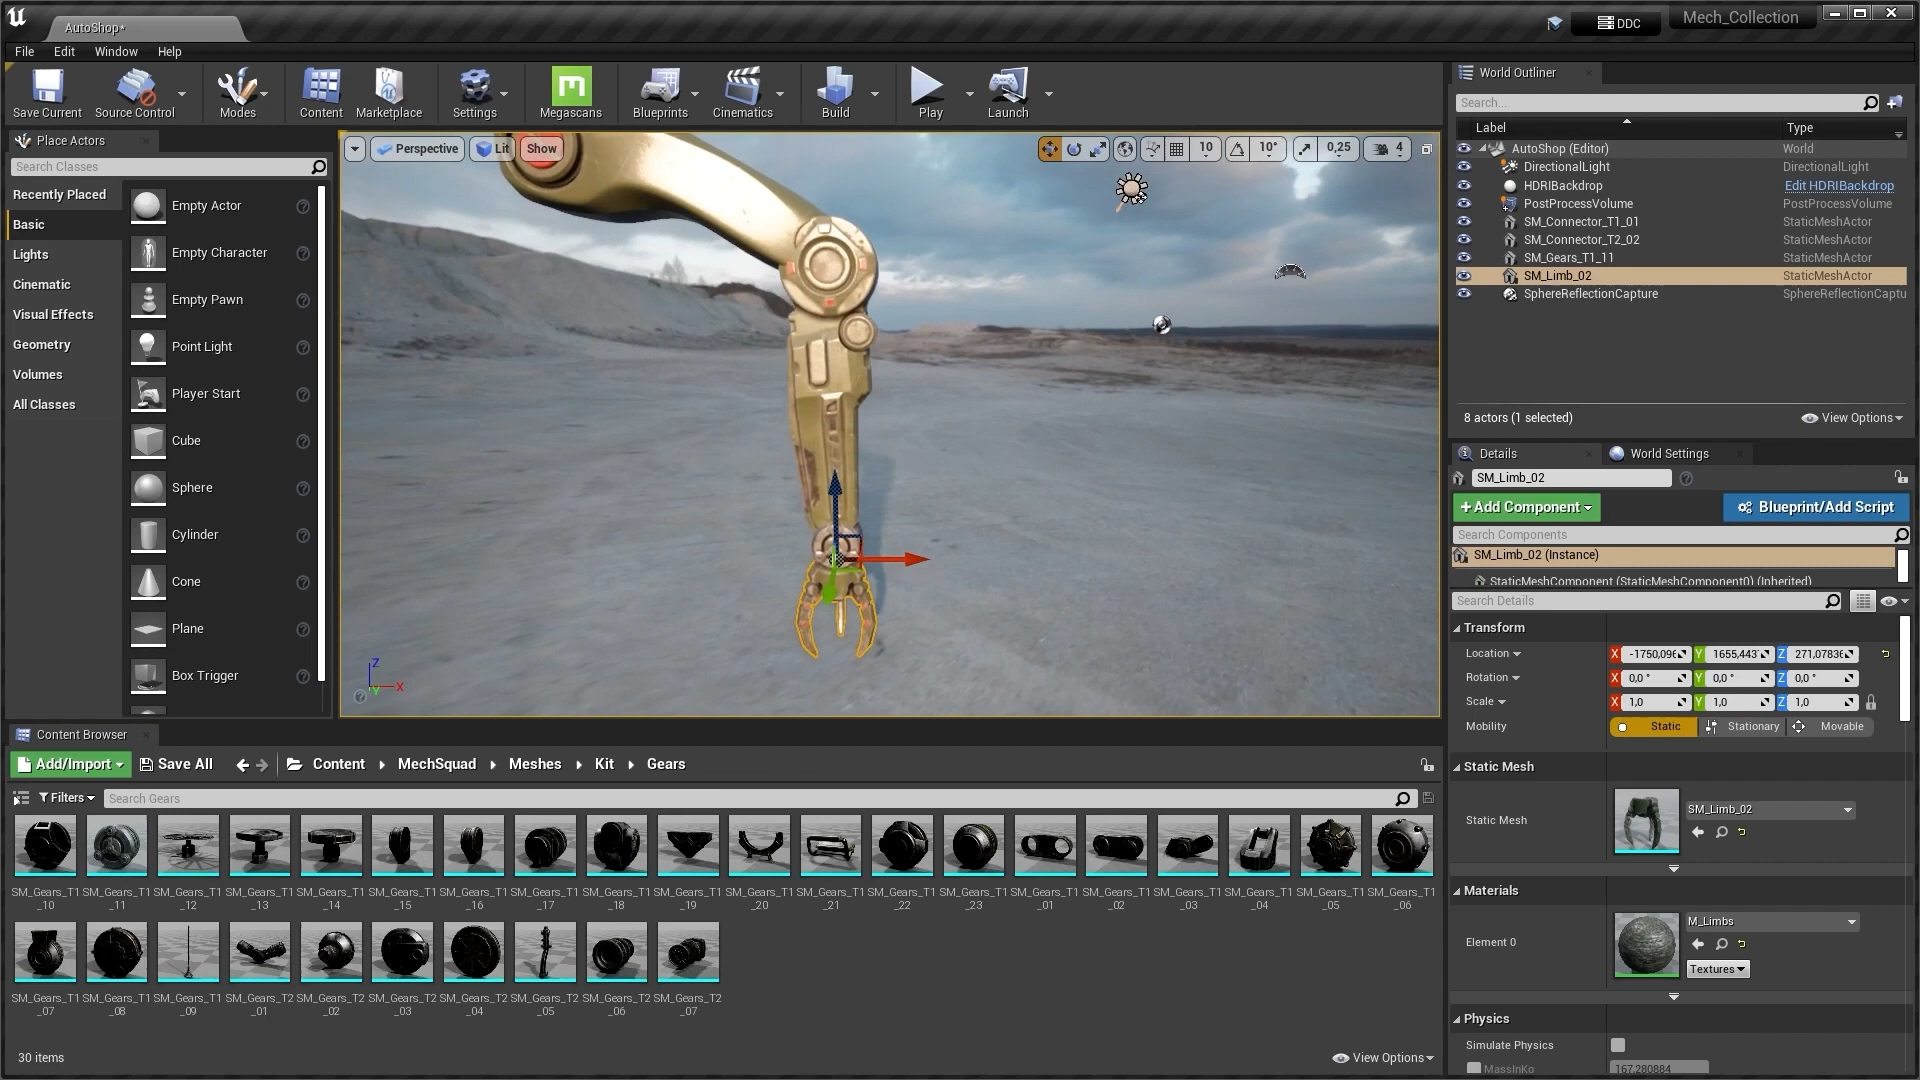 AutoShop*
DDC
Mech_Collection
File Edit Window Help
Save Current Source Control Modes Content Marketplace Settings Megascans Blueprints Cinematics Build Play Launch
Place Actors
Search Classes
Recently Placed
Basic
Lights
Cinematic
Visual Effects
Geometry
Volumes
All Classes
Empty Actor
Empty Character
Empty Pawn
Point Light
Player Start
Cube
Sphere
Cylinder
Cone
Plane
Box Trigger
Perspective Lit Show
10 10° 0,25 4
Z
Y X
World Outliner
Search...
Label Type
AutoShop (Editor) World
DirectionalLight DirectionalLight
HDRIBackdrop Edit HDRIBackdrop
PostProcessVolume PostProcessVolume
SM_Connector_T1_01 StaticMeshActor
SM_Connector_T2_02 StaticMeshActor
SM_Gears_T1_11 StaticMeshActor
SM_Limb_02 StaticMeshActor
SphereReflectionCapture SphereReflectionCaptu
8 actors (1 selected) View Options
Details World Settings
SM_Limb_02
+Add Component Blueprint/Add Script
Search Components
SM_Limb_02 (Instance)
StaticMeshComponent (StaticMeshComponent0) (Inherited)
Search Details
Transform
Location X -1750,096 Y 1655,443 Z 271,07836
Rotation X 0,0 ° Y 0,0 ° Z 0,0 °
Scale X 1,0 Y 1,0 Z 1,0
Mobility Static Stationary Movable
Static Mesh
Static Mesh SM_Limb_02
Materials
Element 0 M_Limbs
Textures
Physics
Simulate Physics
MassInKg 167,280884
Content Browser
Add/Import Save All Content MechSquad Meshes Kit Gears
Filters Search Gears
SM_Gears_T1_10 SM_Gears_T1_11 SM_Gears_T1_12 SM_Gears_T1_13 SM_Gears_T1_14 SM_Gears_T1_15 SM_Gears_T1_16 SM_Gears_T1_17 SM_Gears_T1_18 SM_Gears_T1_19 SM_Gears_T1_20 SM_Gears_T1_21 SM_Gears_T1_22 SM_Gears_T1_23 SM_Gears_T1_01 SM_Gears_T1_02 SM_Gears_T1_03 SM_Gears_T1_04 SM_Gears_T1_05 SM_Gears_T1_06
SM_Gears_T1_07 SM_Gears_T1_08 SM_Gears_T1_09 SM_Gears_T2_01 SM_Gears_T2_02 SM_Gears_T2_03 SM_Gears_T2_04 SM_Gears_T2_05 SM_Gears_T2_06 SM_Gears_T2_07
30 items View Options